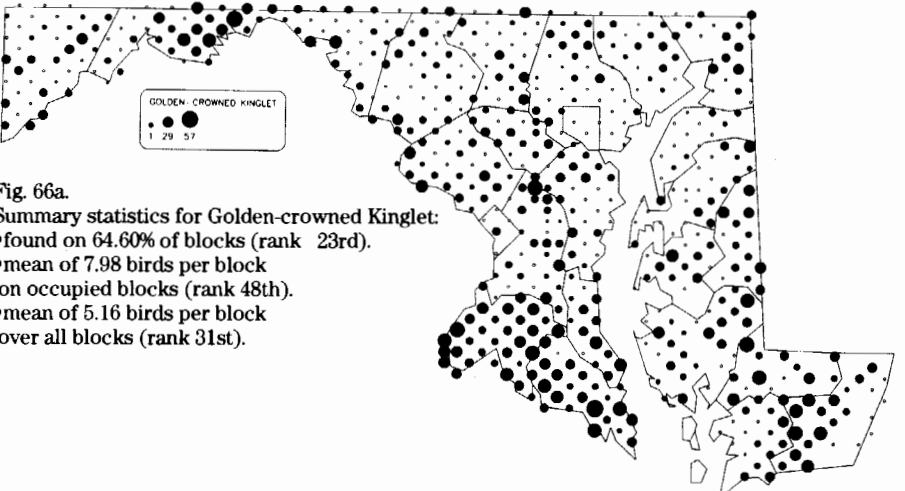 GOLDEN-CROWNED KINGLET
1 29 57
Fig. 66a.
Summary statistics for Golden-crowned Kinglet:
•found on 64.60% of blocks (rank 23rd).
•mean of 7.98 birds per block
on occupied blocks (rank 48th).
•mean of 5.16 birds per block
over all blocks (rank 31st).